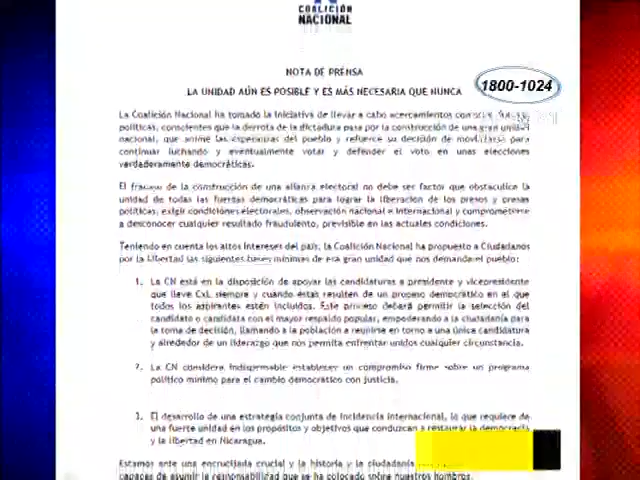 COALICIÓN
NACIONAL
NOTA DE PRENSA
LA UNIDAD AÚN ES POSIBLE Y ES MÁS NECESARIA QUE NUNCA
1800-1024
La Coalición Nacional ha tomado la iniciativa de llevar a cabo acercamientos con
políticas, conscientes que la derrota de la dictadura pasa por la construcción de una gran unidad
nacional, que anime las esperanzas del pueblo y refuerce su decisión de movilizarse para
continuar luchando y eventualmente votar y defender el voto en unas elecciones
verdaderamente democráticas.
El fracaso de la construcción de una alianza electoral no debe ser factor que obstaculice la
unidad de todas las fuerzas democráticas para lograr la liberación de los presos y presas
políticas, exigir condiciones electorales, observación nacional e internacional y comprometerse
a desconocer cualquier resultado fraudulento, previsible en las actuales condiciones.
Teniendo en cuenta los altos intereses del país, la Coalición Nacional ha propuesto a Ciudadanos
por la Libertad las siguientes bases mínimas de esa gran unidad que nos demanda el pueblo:
1. La CN está en la disposición de apoyar las candidaturas a presidente y vicepresidente
que lleve CxL siempre y cuando éstas resulten de un proceso democrático en el que
todos los aspirantes estén incluidos. Este proceso deberá permitir la selección del
candidato o candidata con el mayor respaldo popular, empoderando a la ciudadanía para
la toma de decisión, llamando a la población a reunirse en torno a una única candidatura
y alrededor de un liderazgo que nos permita enfrentar unidos cualquier circunstancia.
2. La CN considera indispensable establecer un compromiso firme sobre un programa
político mínimo para el cambio democrático con justicia.
3. El desarrollo de una estrategia conjunta de incidencia internacional, lo que requiere de
una fuerte unidad en los propósitos y objetivos que conduzcan a restaurar la democracia
y la libertad en Nicaragua.
Estamos ante una encrucijada crucial y la historia y la ciudadanía
capaces de asumir la responsabilidad que se ha colocado sobre nuestros hombros.